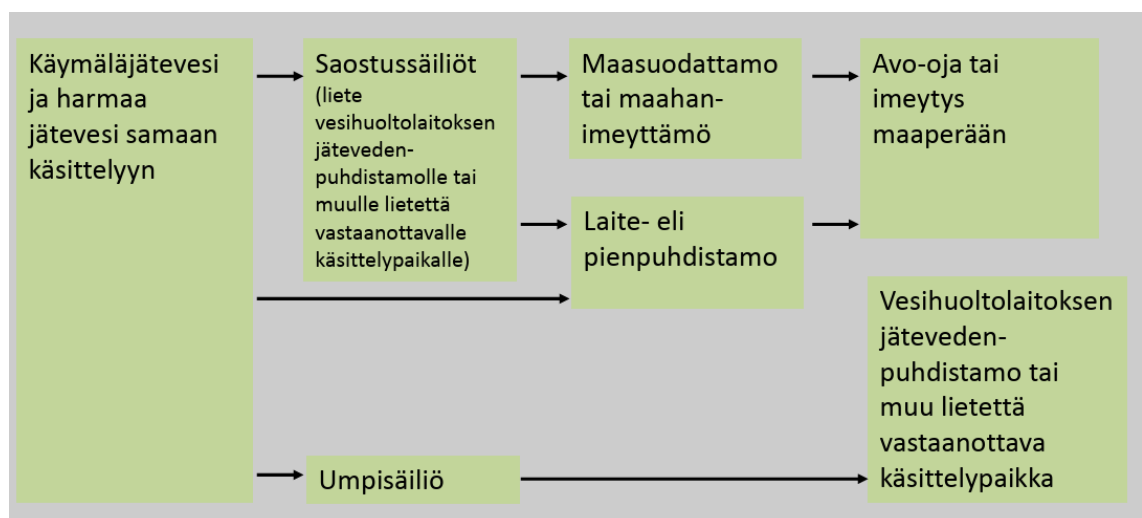 Käymäläjätevesi
ja harmaa
jätevesi samaan
käsittelyyn
Saostussäiliöt
(liete
vesihuoltolaitoksen
jäteveden-
puhdistamolle tai
muulle lietettä
vastaanottavalle
käsittelypaikalle)
Maasuodattamo
tai maahan-
imeyttämö
Avo-oja tai
imeytys
maaperään
Laite- eli
pienpuhdistamo
Umpisäiliö
Vesihuoltolaitoksen
jäteveden-
puhdistamo tai
muu lietettä
vastaanottava
käsittelypaikka